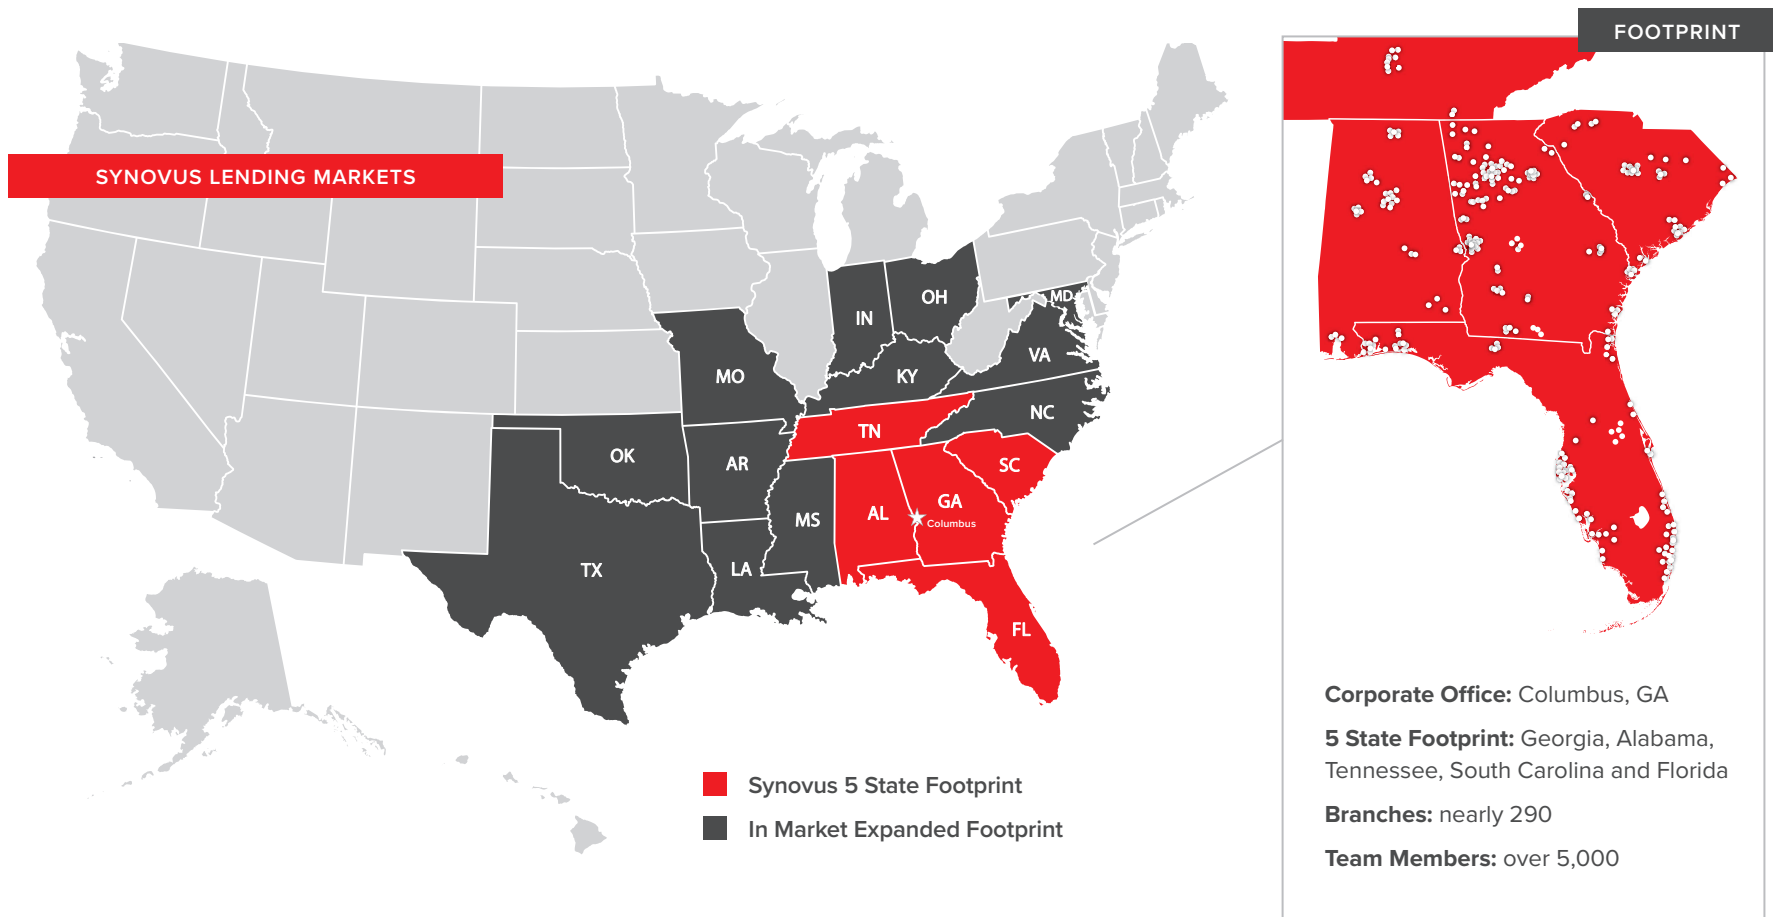 FOOTPRINT
SYNOVUS LENDING MARKETS
OH
MD
IN
VA
MO
KY
NC
TN
OK
AR
SC
GA
AL
MS
Columbus
TX
LA
FL
Synovus 5 State Footprint
In Market Expanded Footprint
Corporate Office: Columbus, GA
5 State Footprint: Georgia, Alabama,
Tennessee, South Carolina and Florida
Branches: nearly 290
Team Members: over 5,000